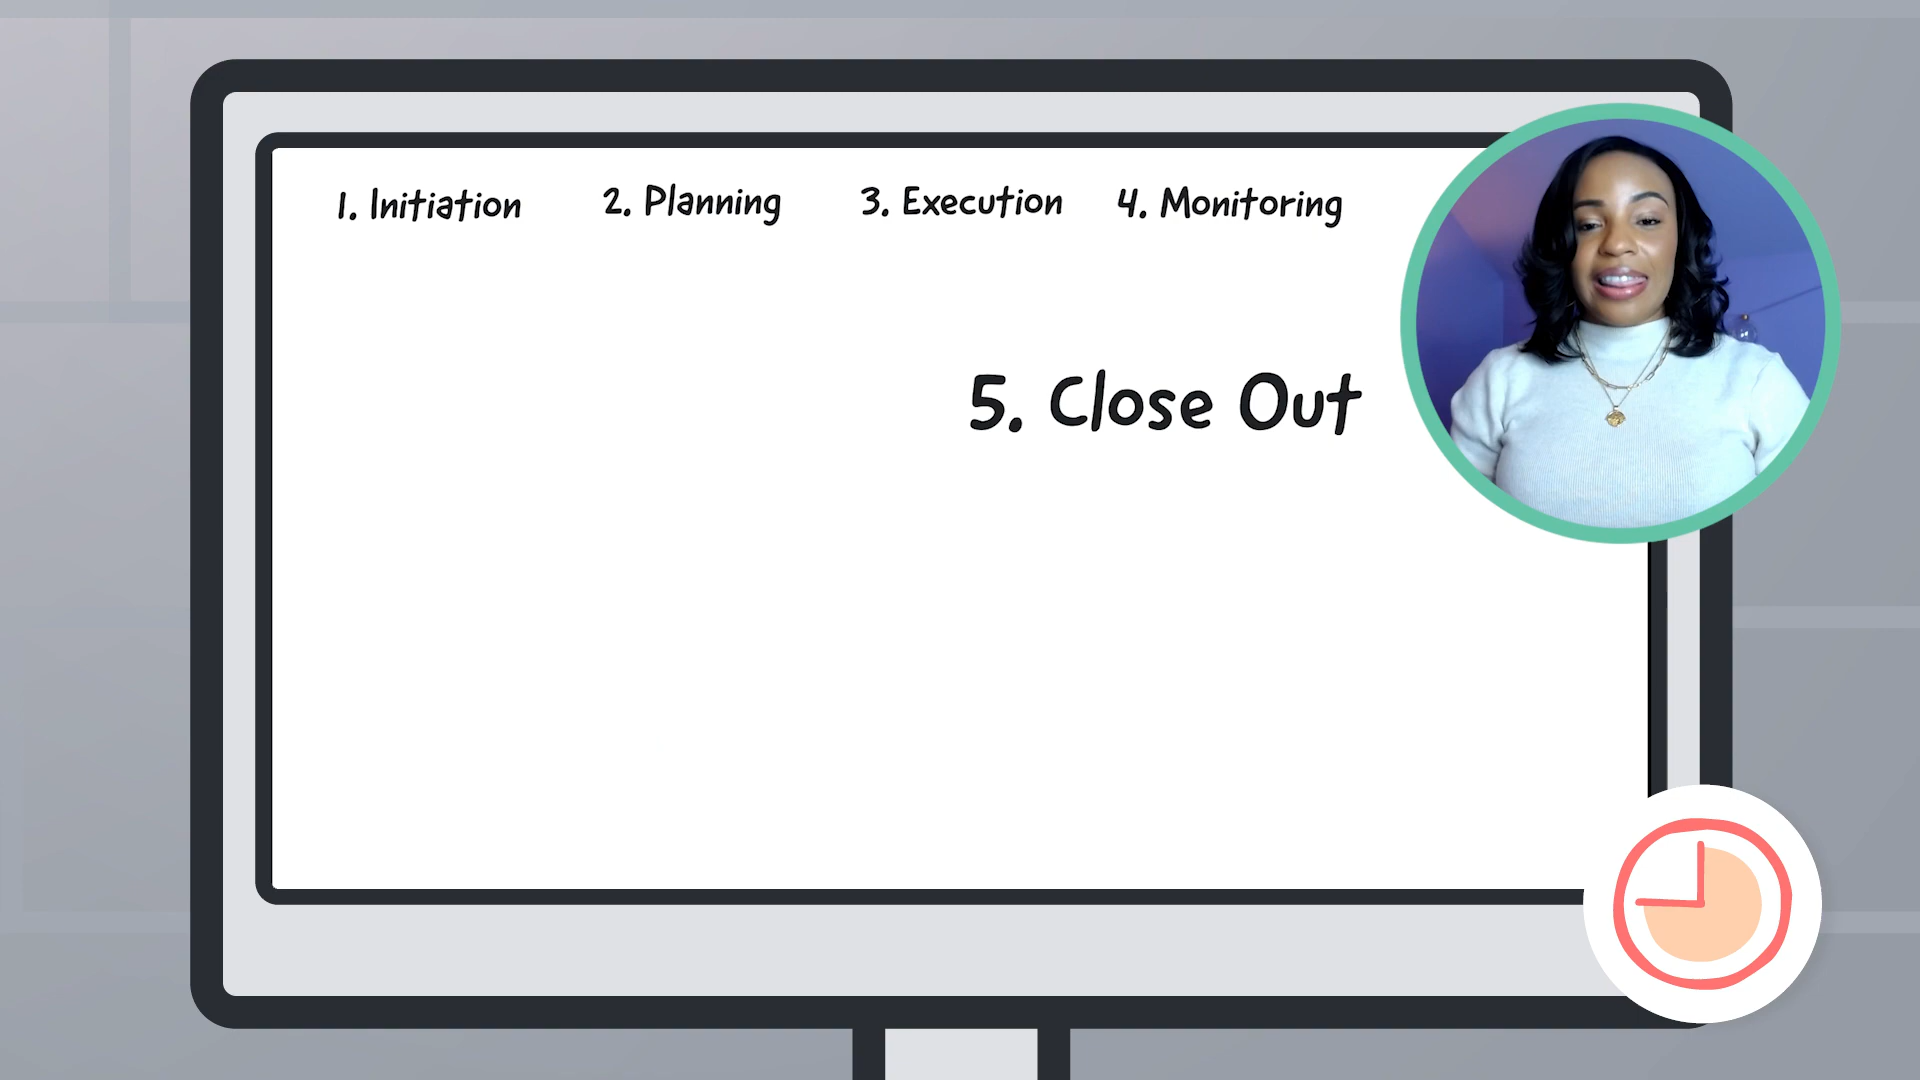 1. Initiation 2. Planning 3. Execution 4. Monitoring
5. Close Out